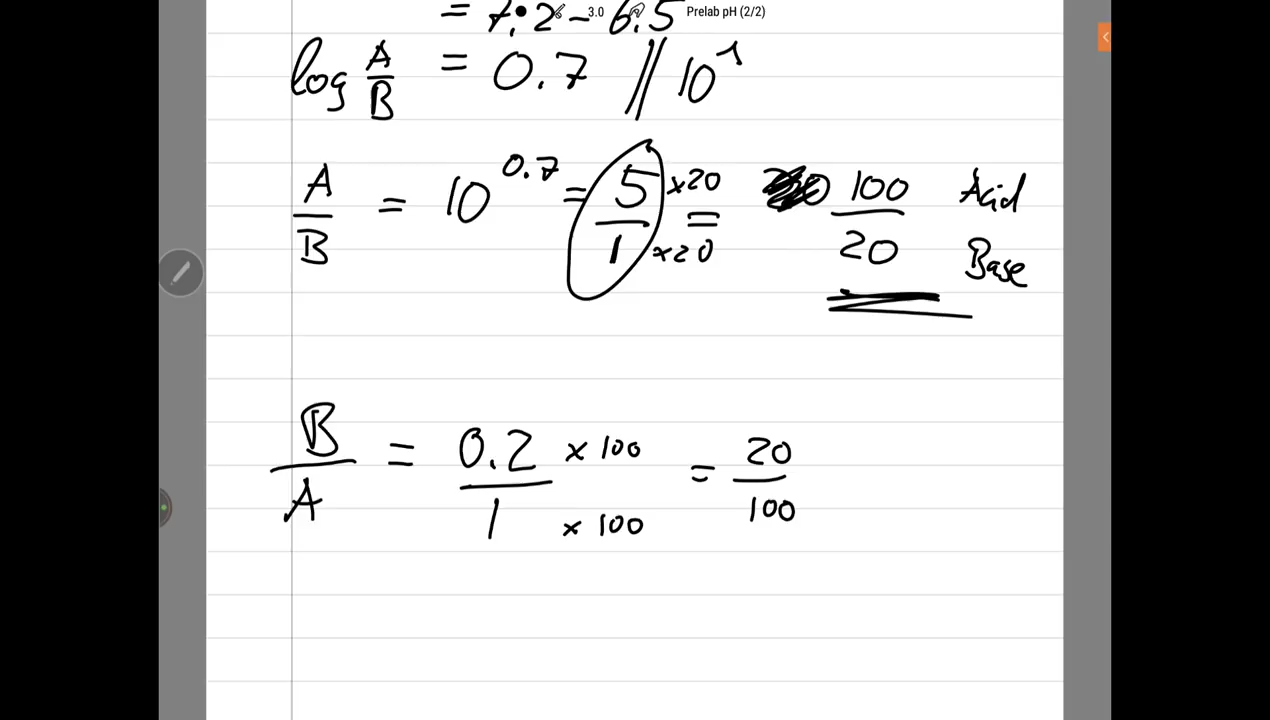 = 7.2 - 6.5
3.0 Prelab pH (2/2)
log A/B = 0.7 // 10^
A/B = 10^0.7 = 5/1 ×20 ×20 = 100/20 Acid Base
B/A = 0.2/1 × 100 × 100 = 20/100